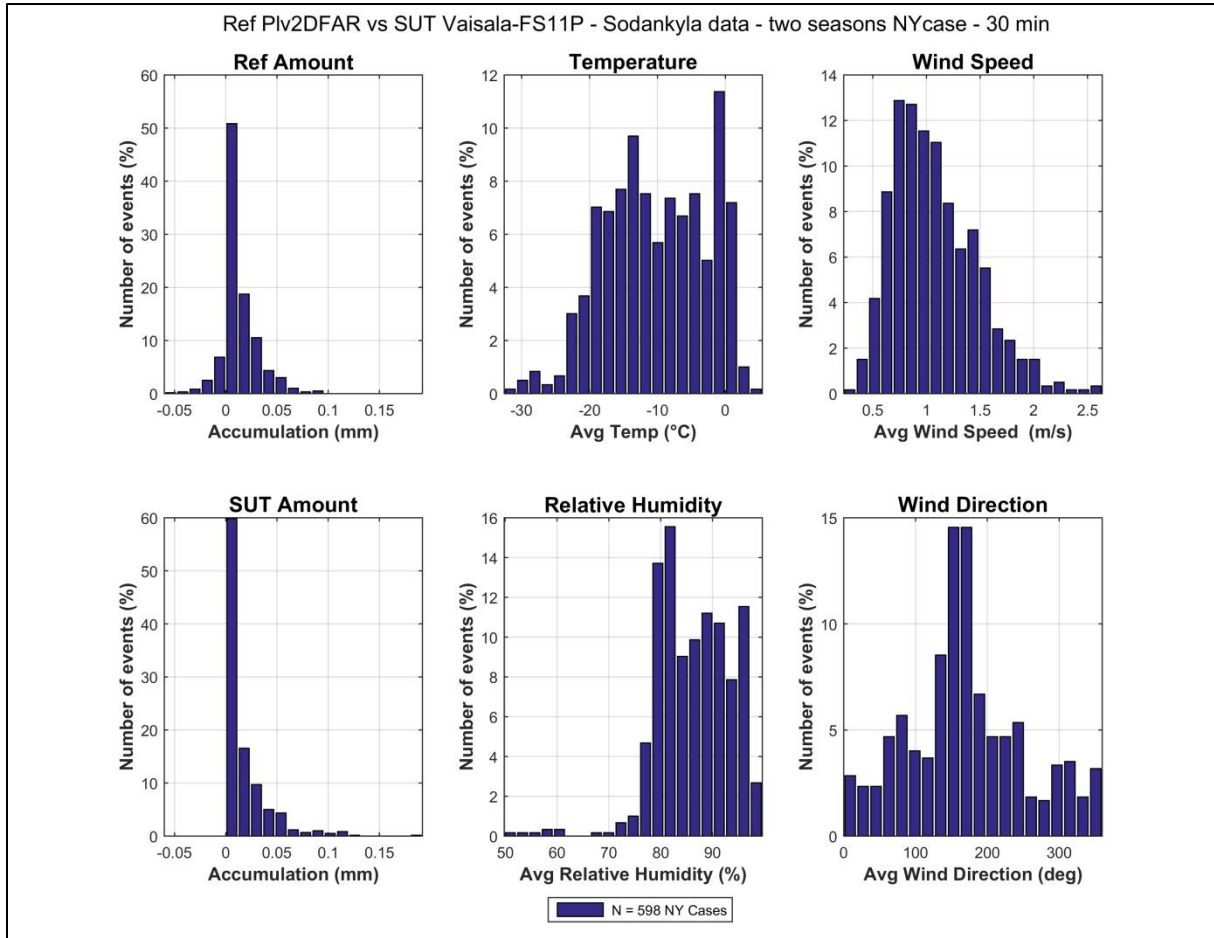 Ref Plv2DFAR vs SUT Vaisala-FS11P - Sodankyla data - two seasons NYcase - 30 min
Ref Amount
Number of events (%)
60
50
40
30
20
10
0
-0.05 0 0.05 0.1 0.15
Accumulation (mm)
Temperature
Number of events (%)
12
10
8
6
4
2
0
-30 -20 -10 0
Avg Temp (°C)
Wind Speed
Number of events (%)
14
12
10
8
6
4
2
0
0.5 1 1.5 2 2.5
Avg Wind Speed (m/s)
SUT Amount
Number of events (%)
60
50
40
30
20
10
0
-0.05 0 0.05 0.1 0.15
Accumulation (mm)
Relative Humidity
Number of events (%)
16
14
12
10
8
6
4
2
0
50 60 70 80 90
Avg Relative Humidity (%)
Wind Direction
Number of events (%)
15
10
5
0
0 100 200 300
Avg Wind Direction (deg)
N = 598 NY Cases